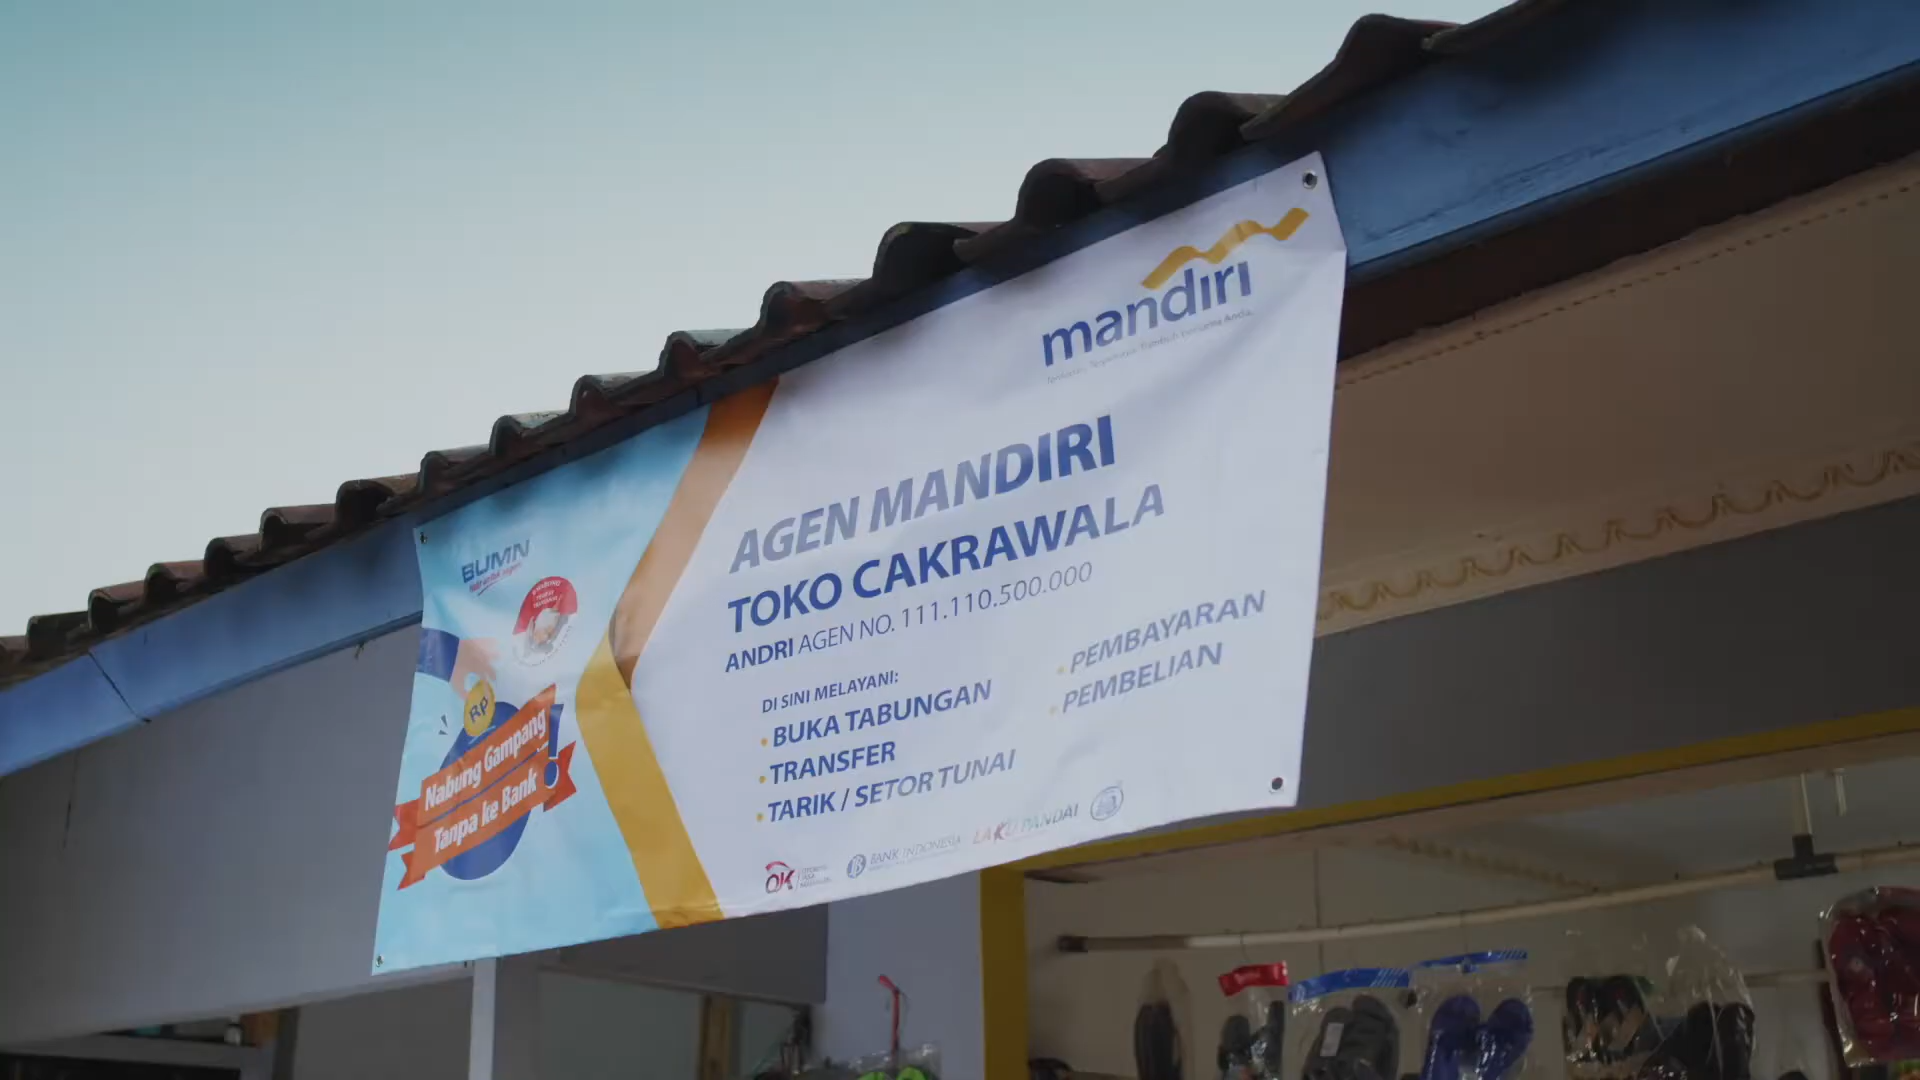 mandiri
AGEN MANDIRI
TOKO CAKRAWALA
ANDRI AGEN NO. 111.110.500.000
DI SINI MELAYANI:
• BUKA TABUNGAN
• TRANSFER
• TARIK / SETOR TUNAI
• PEMBAYARAN
• PEMBELIAN
BUMN
Rp
Nabung Gampang
Tanpa ke Bank!
OJK
BANK INDONESIA
LAKU PANDAI